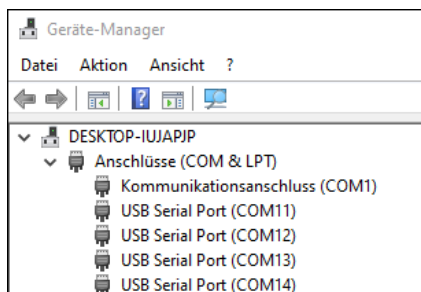 Geräte-Manager
Datei Aktion Ansicht ?
DESKTOP-IUJAPJP
Anschlüsse (COM & LPT)
Kommunikationsanschluss (COM1)
USB Serial Port (COM11)
USB Serial Port (COM12)
USB Serial Port (COM13)
USB Serial Port (COM14)